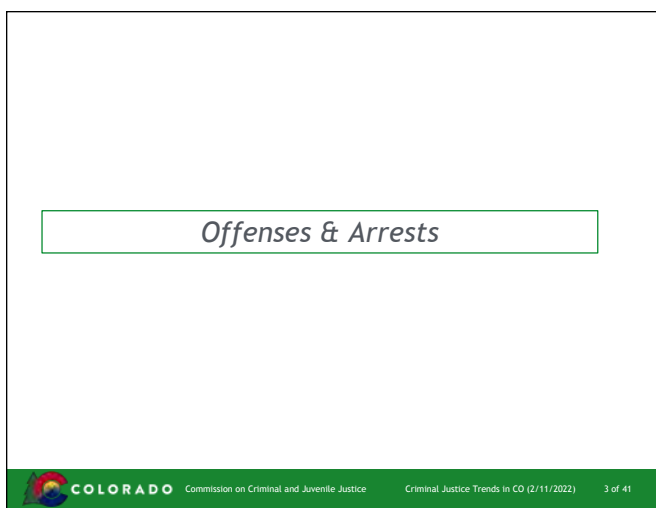 Offenses & Arrests
COLORADO Commission on Criminal and Juvenile Justice Criminal Justice Trends in CO (2/11/2022) 3 of 41